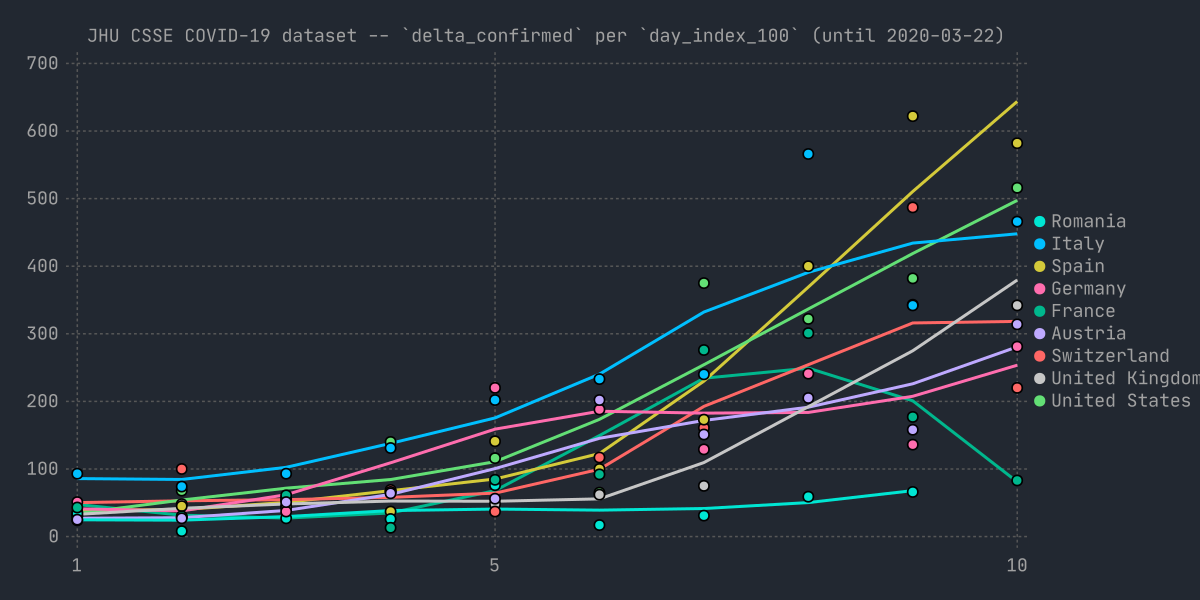 JHU CSSE COVID-19 dataset -- `delta_confirmed` per `day_index_100` (until 2020-03-22)
700
600
500
400
300
200
100
0
1
5
10
Romania
Italy
Spain
Germany
France
Austria
Switzerland
United Kingdom
United States